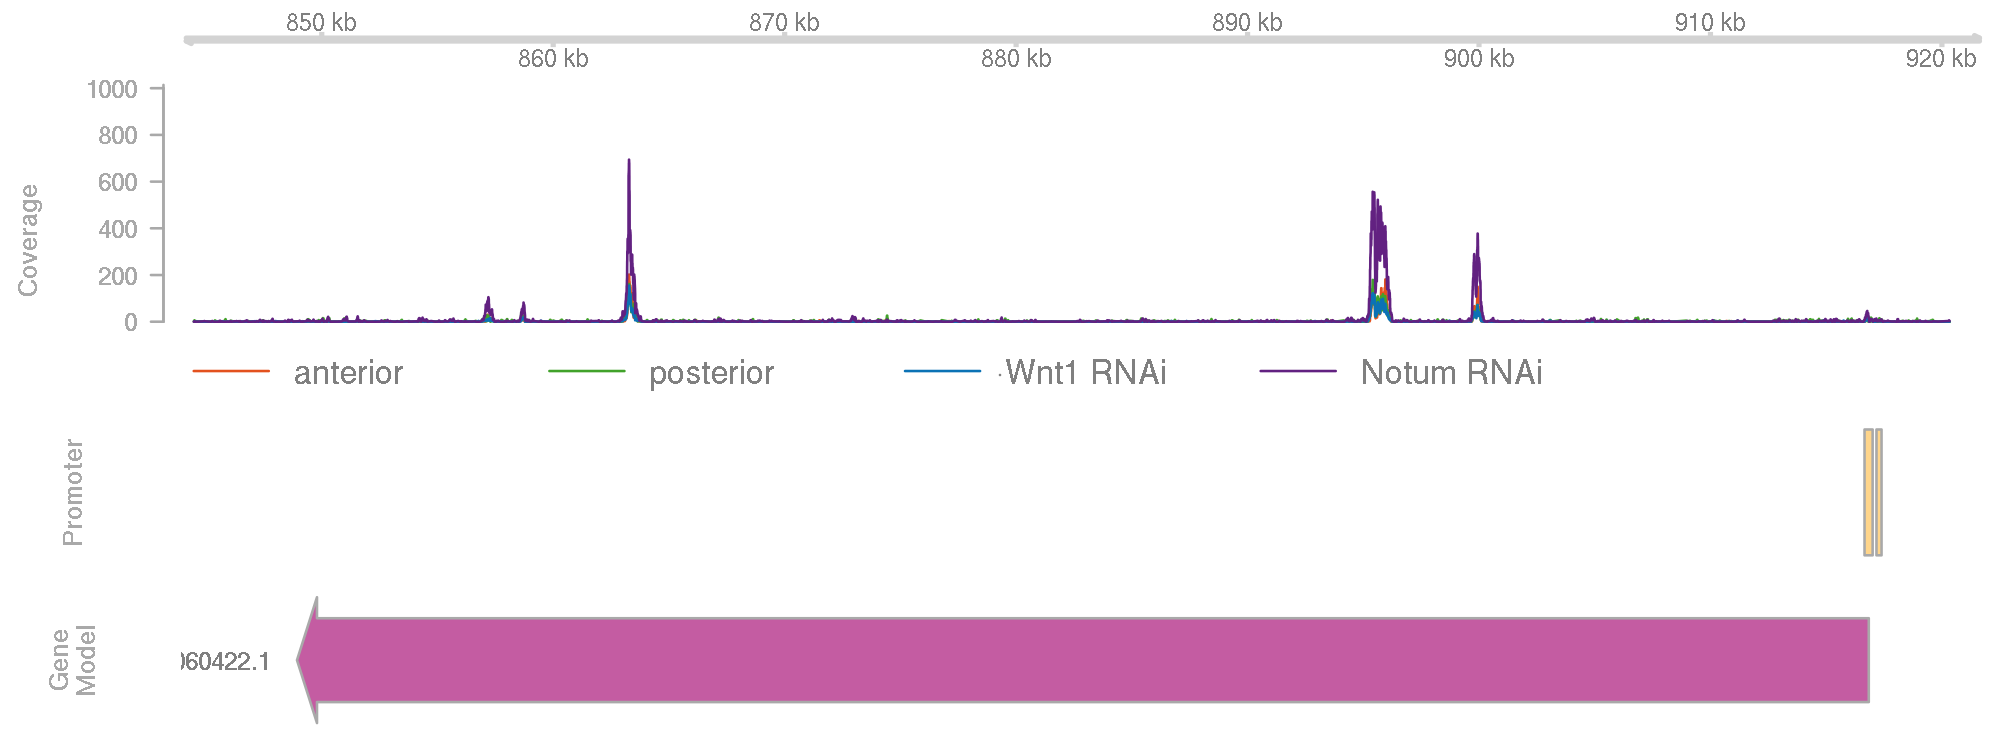 850 kb 870 kb 890 kb 910 kb
860 kb 880 kb 900 kb 920 kb
1000
800
600
400
200
0
Coverage
anterior posterior Wnt1 RNAi Notum RNAi
Promoter
Gene
Model
060422.1